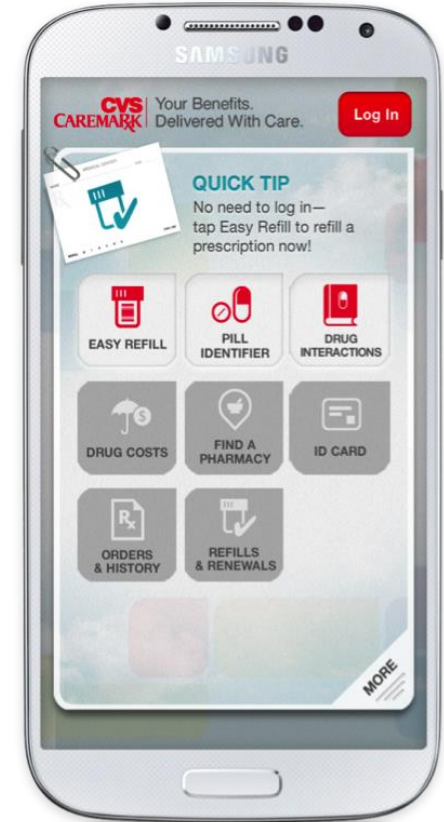 SAMSUNG
CVS
CAREMARK
Your Benefits.
Delivered With Care.
Log In
QUICK TIP
No need to log in—
tap Easy Refill to refill a
prescription now!
EASY REFILL
PILL
IDENTIFIER
DRUG
INTERACTIONS
DRUG COSTS
FIND A
PHARMACY
ID CARD
ORDERS
& HISTORY
REFILLS
& RENEWALS
MORE